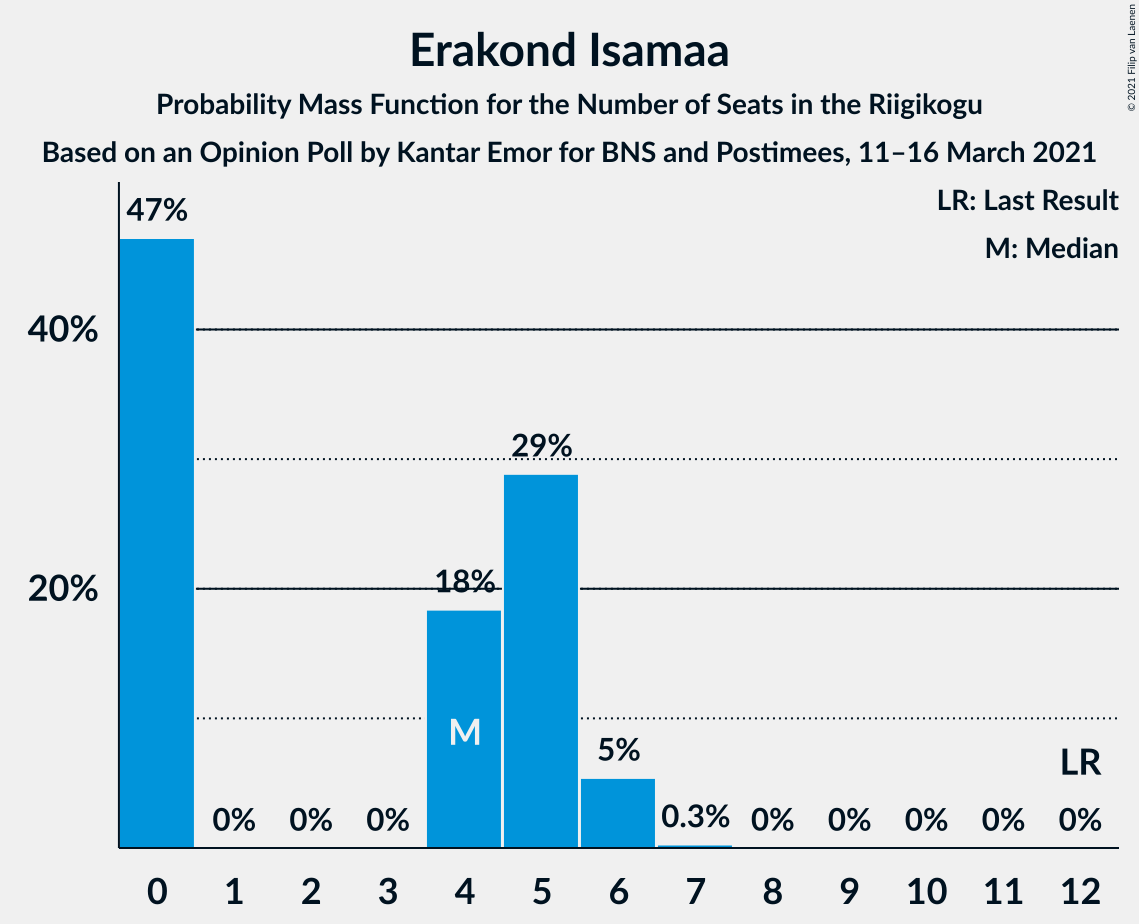 Erakond Isamaa
Probability Mass Function for the Number of Seats in the Riigikogu
Based on an Opinion Poll by Kantar Emor for BNS and Postimees, 11–16 March 2021
© 2021 Filip van Laenen
LR: Last Result
M: Median
47%
40%
29%
20%
18%
M
5%
LR
0% 0% 0% 0.3% 0% 0% 0% 0% 0%
0 1 2 3 4 5 6 7 8 9 10 11 12